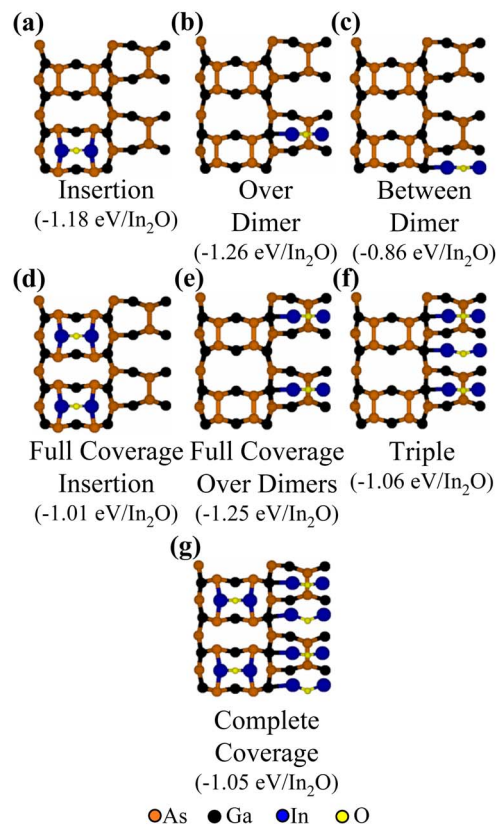 (a) (b) (c)
Insertion
(-1.18 eV/In₂O)
Over
Dimer
(-1.26 eV/In₂O)
Between
Dimer
(-0.86 eV/In₂O)
(d) (e) (f)
Full Coverage
Insertion
(-1.01 eV/In₂O)
Full Coverage
Over Dimers
(-1.25 eV/In₂O)
Triple
(-1.06 eV/In₂O)
(g)
Complete
Coverage
(-1.05 eV/In₂O)
As Ga In O